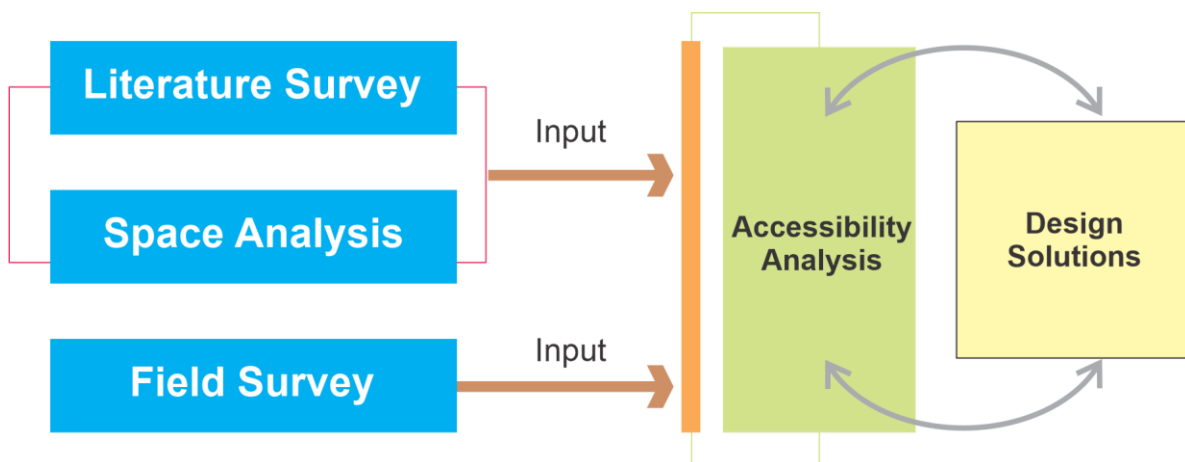 Literature Survey
Input
Space Analysis
Accessibility
Analysis
Design
Solutions
Input
Field Survey